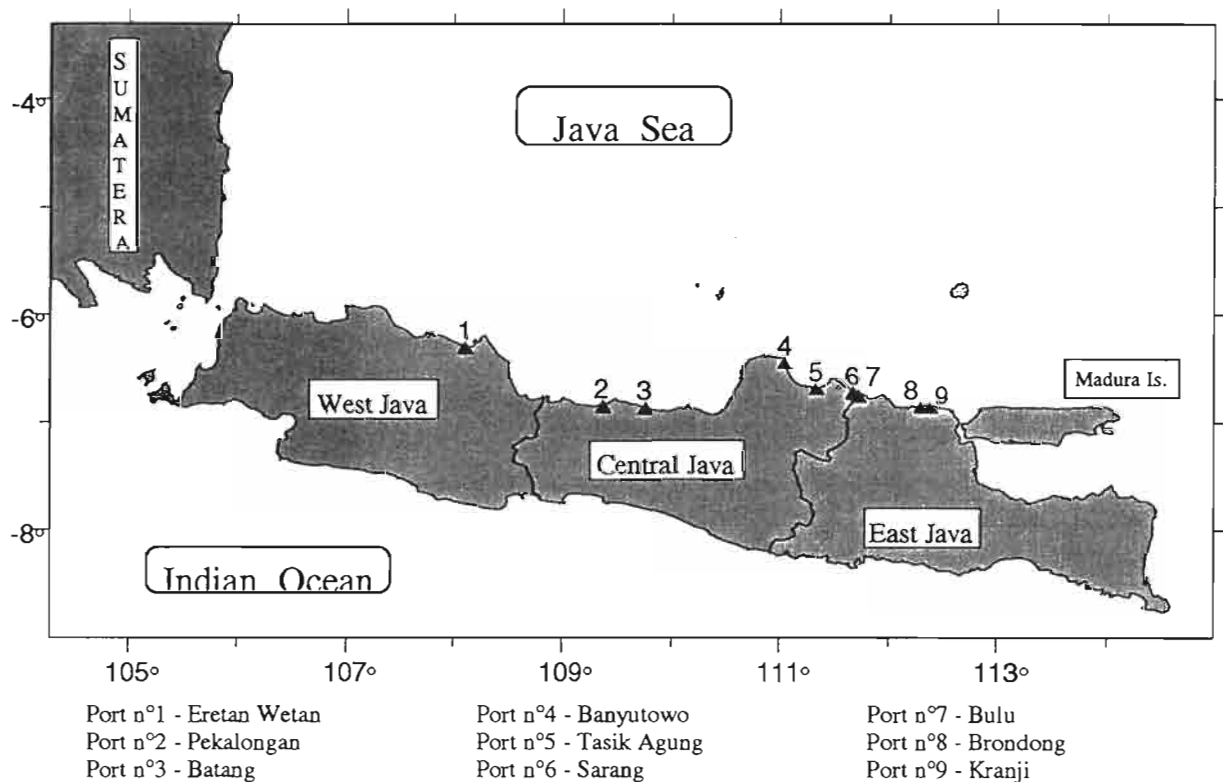 SUMATERA
-4°
Java Sea
-6°
1
4
5
6
7
Madura Is.
2
3
8
9
West Java
Central Java
-8°
East Java
Indian Ocean
105°
107°
109°
111°
113°
Port n°1 - Eretan Wetan
Port n°4 - Banyutowo
Port n°7 - Bulu
Port n°2 - Pekalongan
Port n°5 - Tasik Agung
Port n°8 - Brondong
Port n°3 - Batang
Port n°6 - Sarang
Port n°9 - Kranji